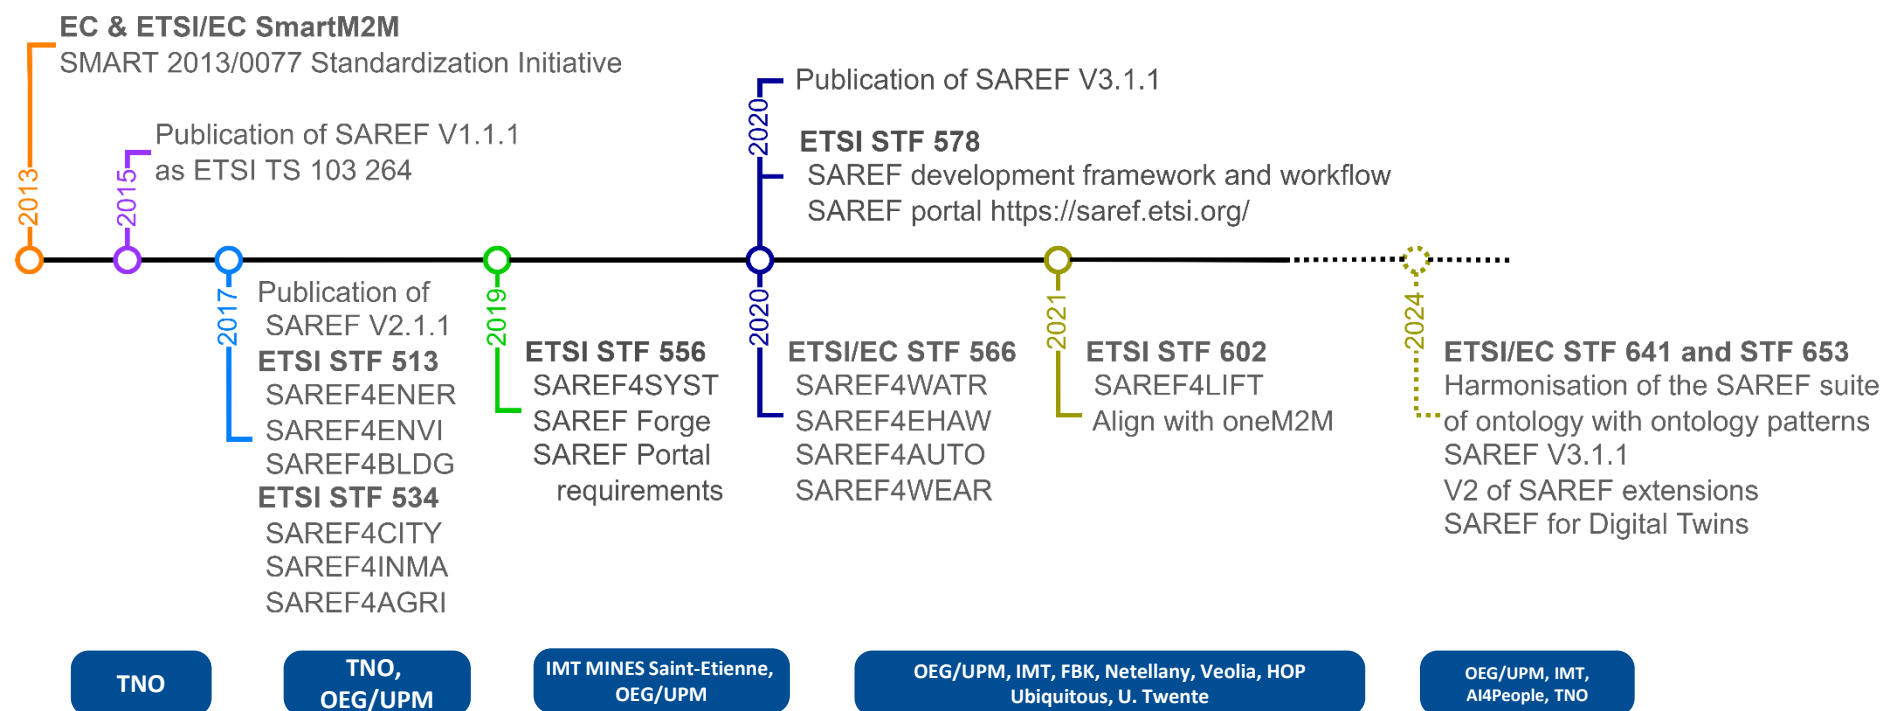 EC & ETSI/EC SmartM2M
SMART 2013/0077 Standardization Initiative
2013
Publication of SAREF V1.1.1
as ETSI TS 103 264
2015
Publication of SAREF V3.1.1
2020
ETSI STF 578
SAREF development framework and workflow
SAREF portal https://saref.etsi.org/
2017
Publication of
SAREF V2.1.1
ETSI STF 513
SAREF4ENER
SAREF4ENVI
SAREF4BLDG
ETSI STF 534
SAREF4CITY
SAREF4INMA
SAREF4AGRI
2019
ETSI STF 556
SAREF4SYST
SAREF Forge
SAREF Portal
requirements
2020
ETSI/EC STF 566
SAREF4WATR
SAREF4EHAW
SAREF4AUTO
SAREF4WEAR
2021
ETSI STF 602
SAREF4LIFT
Align with oneM2M
2024
ETSI/EC STF 641 and STF 653
Harmonisation of the SAREF suite
of ontology with ontology patterns
SAREF V3.1.1
V2 of SAREF extensions
SAREF for Digital Twins
TNO
TNO,
OEG/UPM
IMT MINES Saint-Etienne,
OEG/UPM
OEG/UPM, IMT, FBK, Netellany, Veolia, HOP
Ubiquitous, U. Twente
OEG/UPM, IMT,
AI4People, TNO